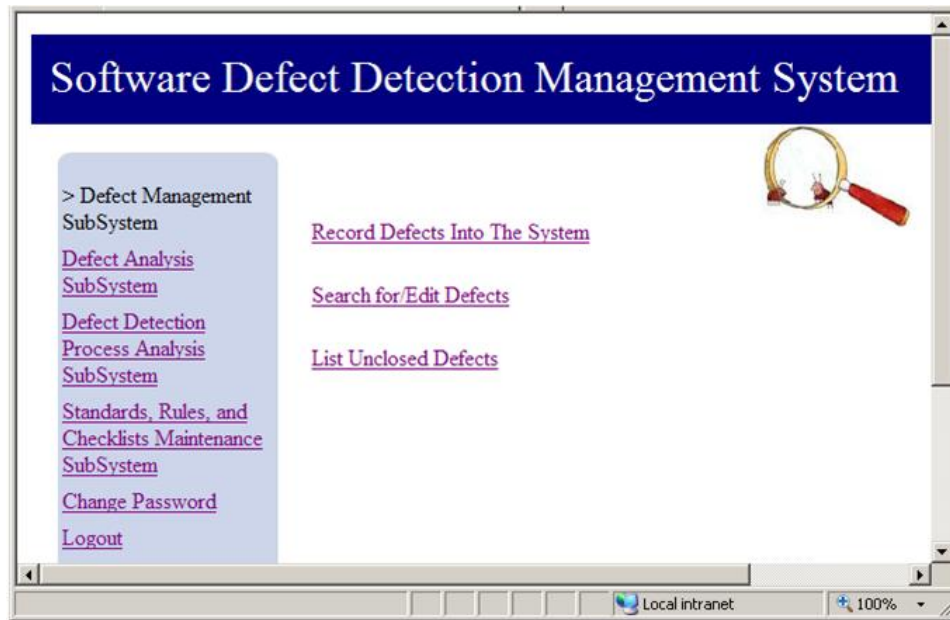 Software Defect Detection Management System
> Defect Management
SubSystem
Defect Analysis
SubSystem
Defect Detection
Process Analysis
SubSystem
Standards, Rules, and
Checklists Maintenance
SubSystem
Change Password
Logout
Record Defects Into The System
Search for/Edit Defects
List Unclosed Defects
Local intranet
100%